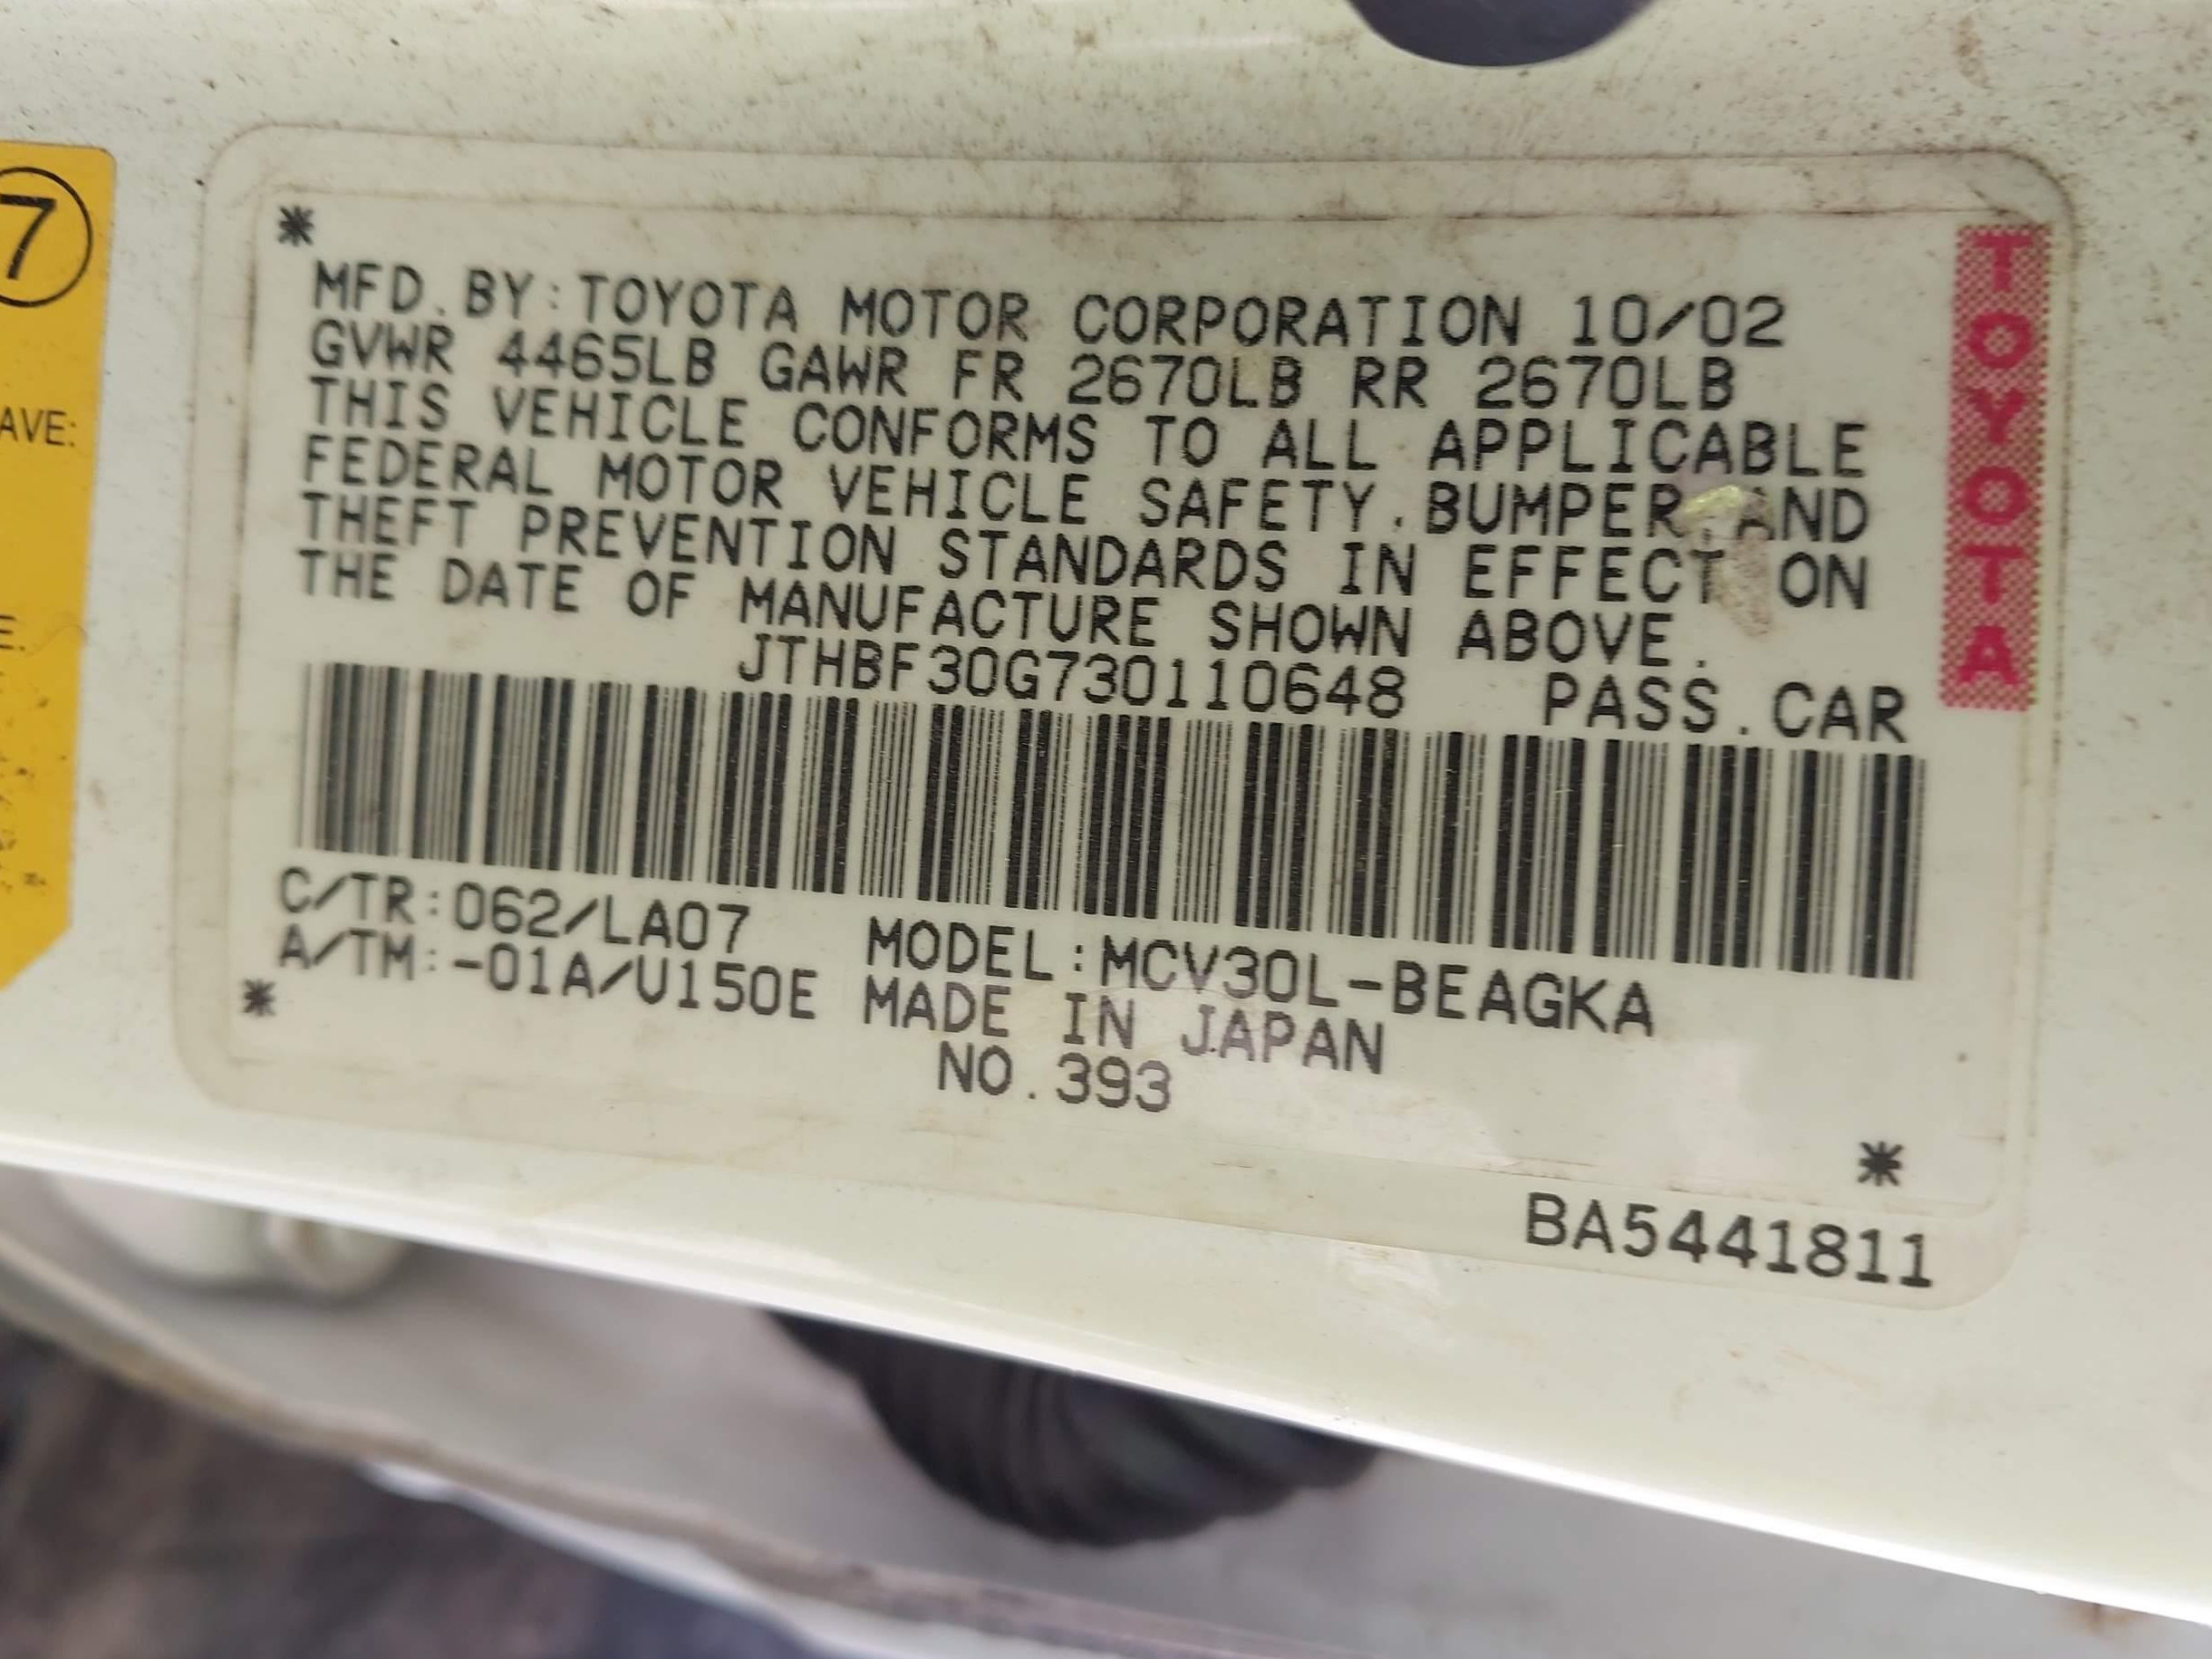 7
AVE:
E.
*
MFD.BY:TOYOTA MOTOR CORPORATION 10/02
GVWR 4465LB GAWR FR 2670LB RR 2670LB
THIS VEHICLE CONFORMS TO ALL APPLICABLE
FEDERAL MOTOR VEHICLE SAFETY,BUMPER,AND
THEFT PREVENTION STANDARDS IN EFFECT ON
THE DATE OF MANUFACTURE SHOWN ABOVE.
JTHBF30G730110648 PASS.CAR
C/TR:062/LA07 MODEL:MCV30L-BEAGKA
A/TM:-01A/U150E MADE IN JAPAN
* NO.393
*
BA5441811
TOYOTA